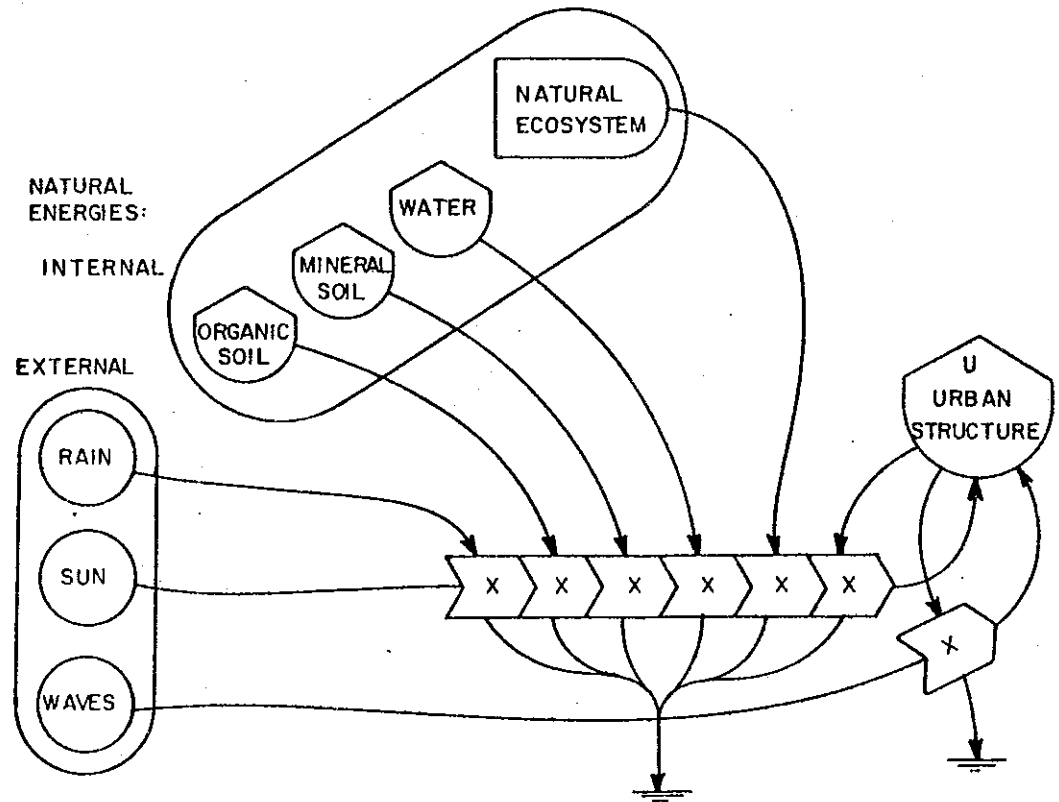 NATURAL
ECOSYSTEM
NATURAL
ENERGIES:
WATER
INTERNAL
MINERAL
SOIL
ORGANIC
SOIL
EXTERNAL
U
URBAN
STRUCTURE
RAIN
SUN
X X X X X X
X
WAVES